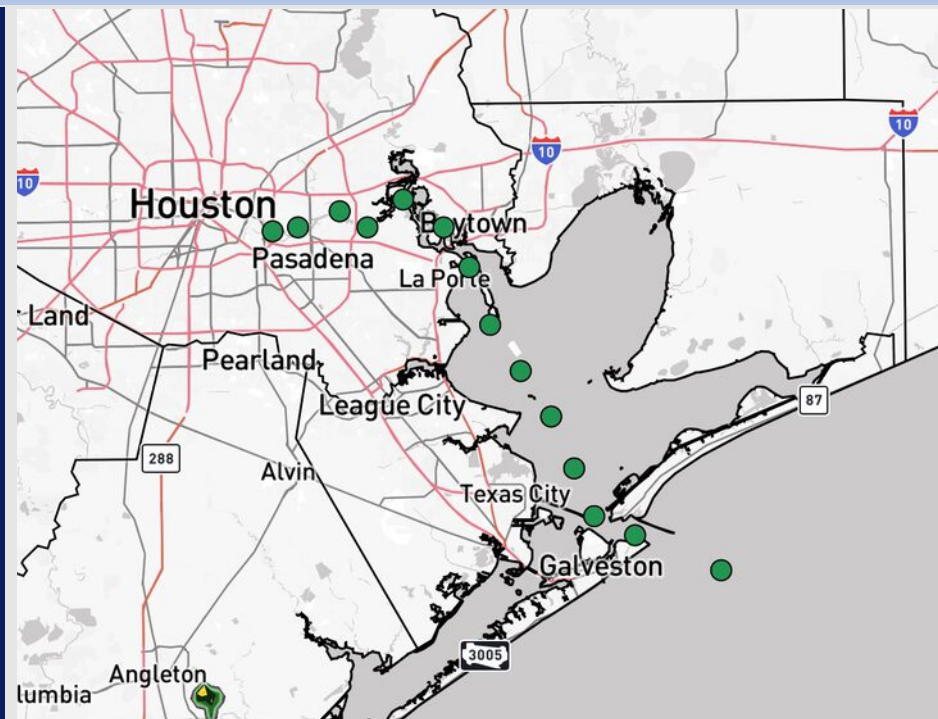 10
10
10
Houston
Baytown
Pasadena
La Porte
Land
Pearland
League City
87
288
Alvin
Texas City
Galveston
3005
Angleton
lumbia